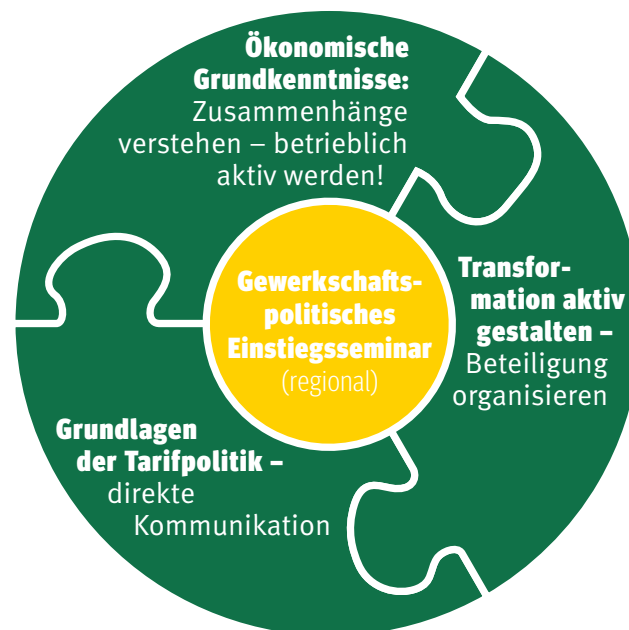 Ökonomische
Grundkenntnisse:
Zusammenhänge
verstehen – betrieblich
aktiv werden!
Gewerkschafts-
politisches
Einstiegsseminar
(regional)
Transfor-
mation aktiv
gestalten –
Beteiligung
organisieren
Grundlagen
der Tarifpolitik –
direkte
Kommunikation